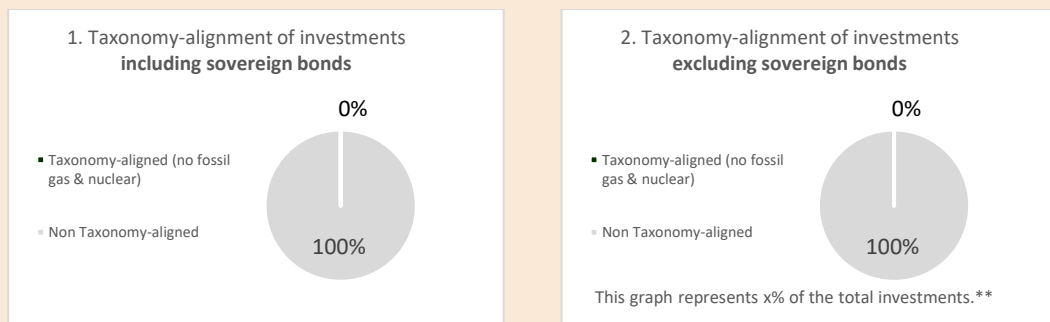 1. Taxonomy-alignment of investments
including sovereign bonds
0%
Taxonomy-aligned (no fossil
gas & nuclear)
Non Taxonomy-aligned
100%
2. Taxonomy-alignment of investments
excluding sovereign bonds
0%
Taxonomy-aligned (no fossil
gas & nuclear)
Non Taxonomy-aligned
100%
This graph represents x% of the total investments.**